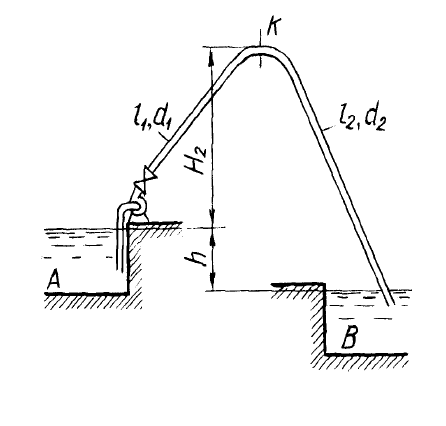 K
l₁,d₁
l₂,d₂
H₂
h
A
B